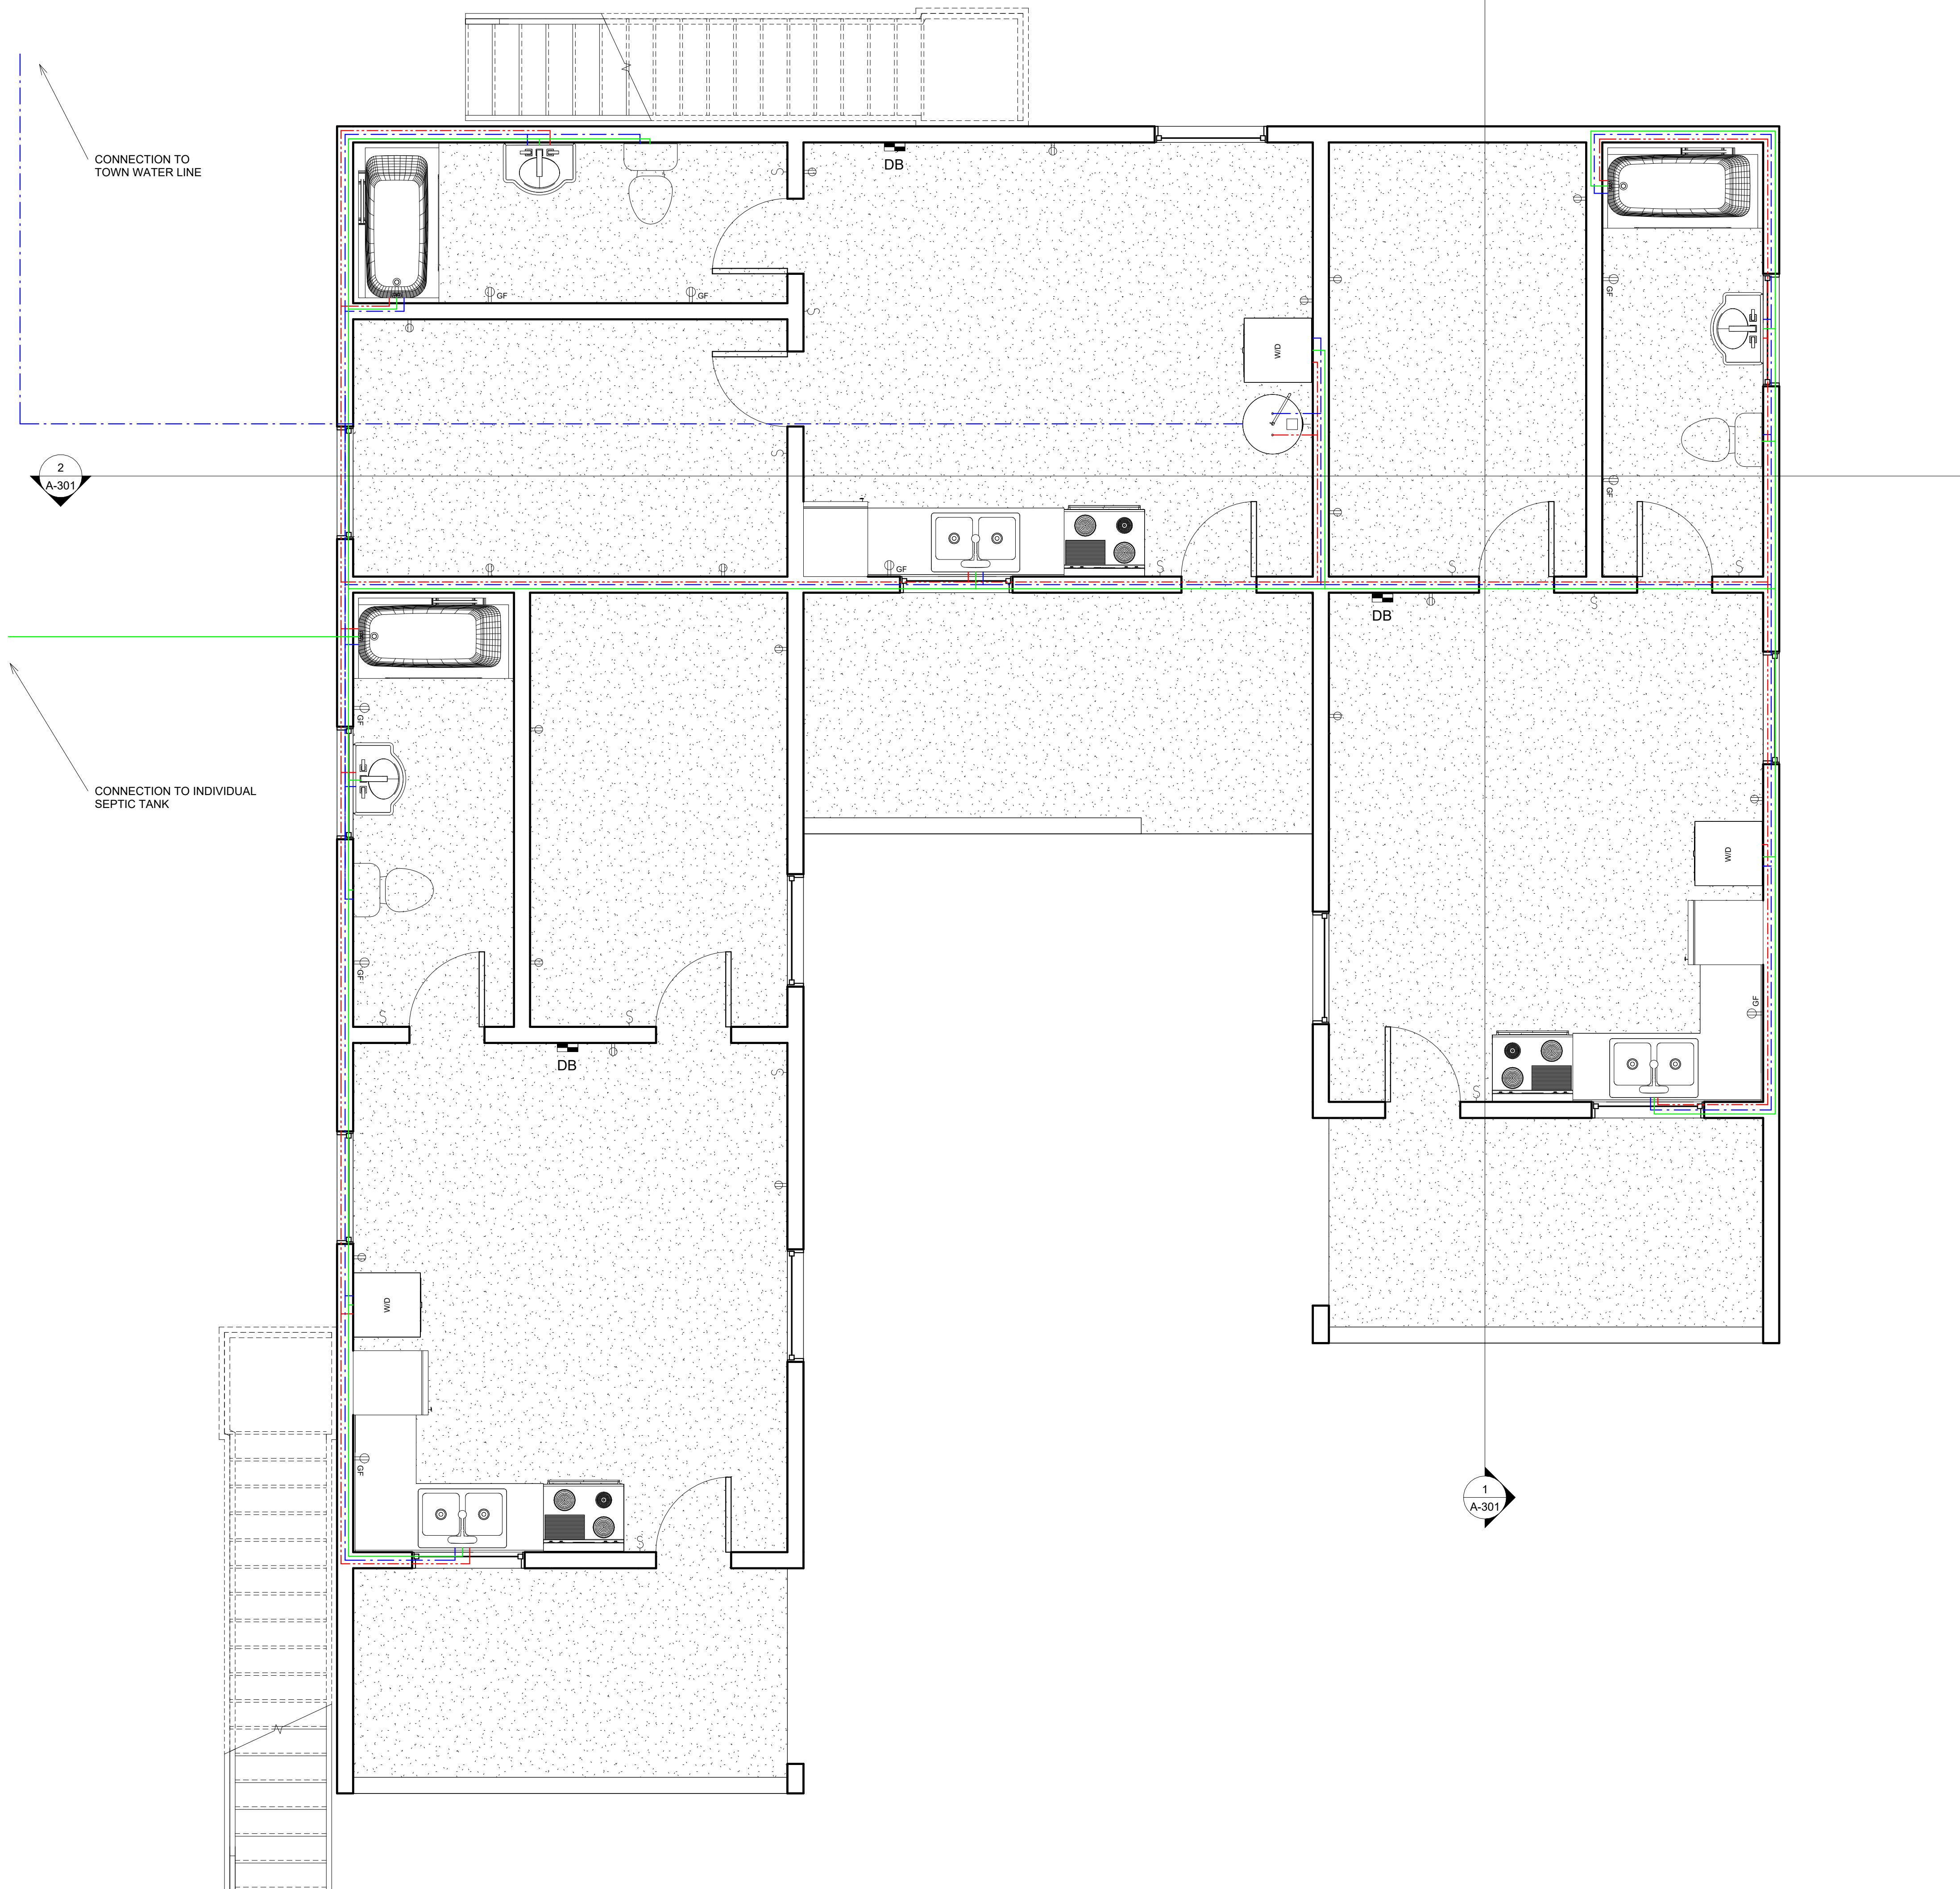 CONNECTION TO
TOWN WATER LINE
DB
GF
GF
GF
W/D
2
A-301
GF
GF
DB
GF
CONNECTION TO INDIVIDUAL
SEPTIC TANK
W/D
GF
GF
DB
W/D
GF
1
A-301
S
S
S
S
S
S
S
S
S
S
S
S
S